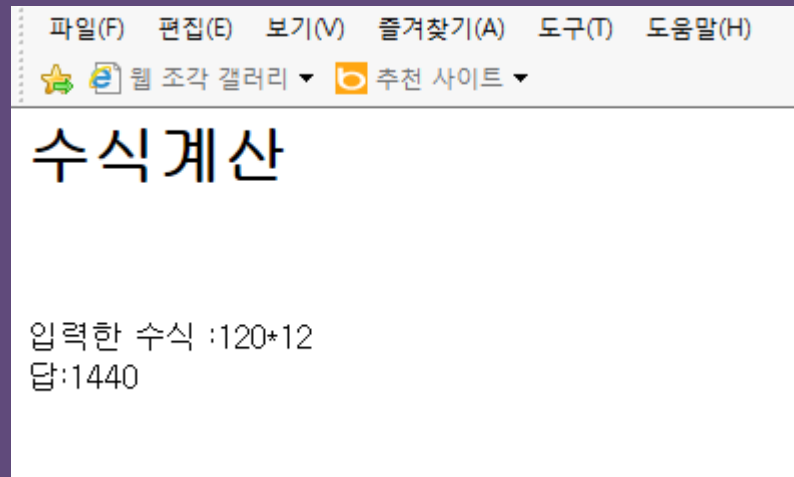 파일(F) 편집(E) 보기(V) 즐겨찾기(A) 도구(T) 도움말(H)
웹 조각 갤러리 추천 사이트
수식계산
입력한 수식 :120*12
답:1440